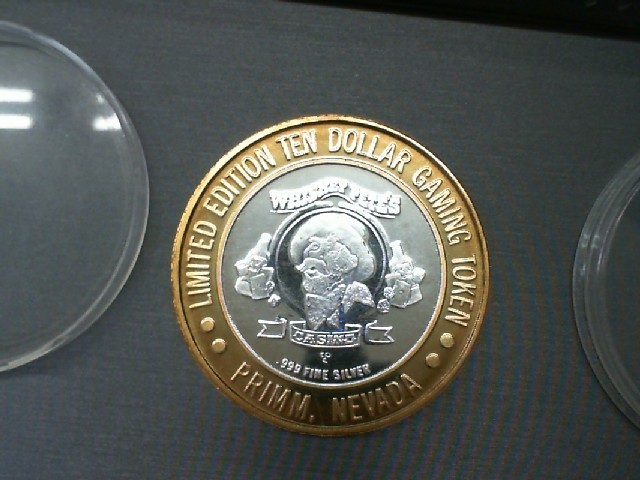 LIMITED EDITION TEN DOLLAR GAMING TOKEN
WHISKEY PETE'S
CASINO
.999 FINE SILVER
PRIMM, NEVADA